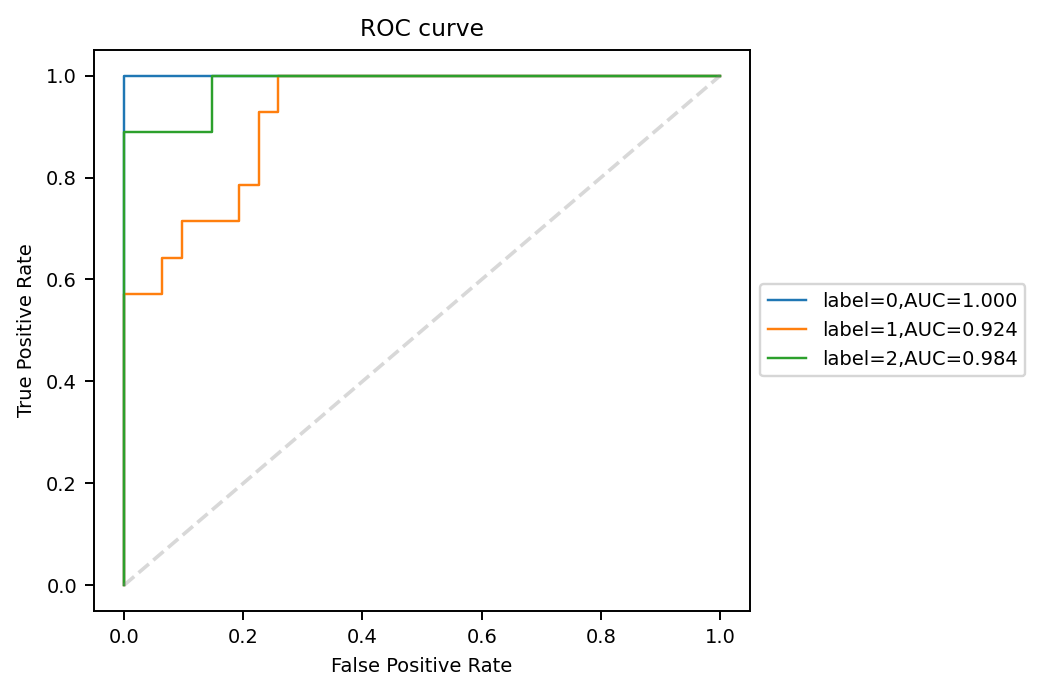 ROC curve
True Positive Rate
1.0
0.8
0.6
0.4
0.2
0.0
0.0 0.2 0.4 0.6 0.8 1.0
False Positive Rate
label=0,AUC=1.000
label=1,AUC=0.924
label=2,AUC=0.984